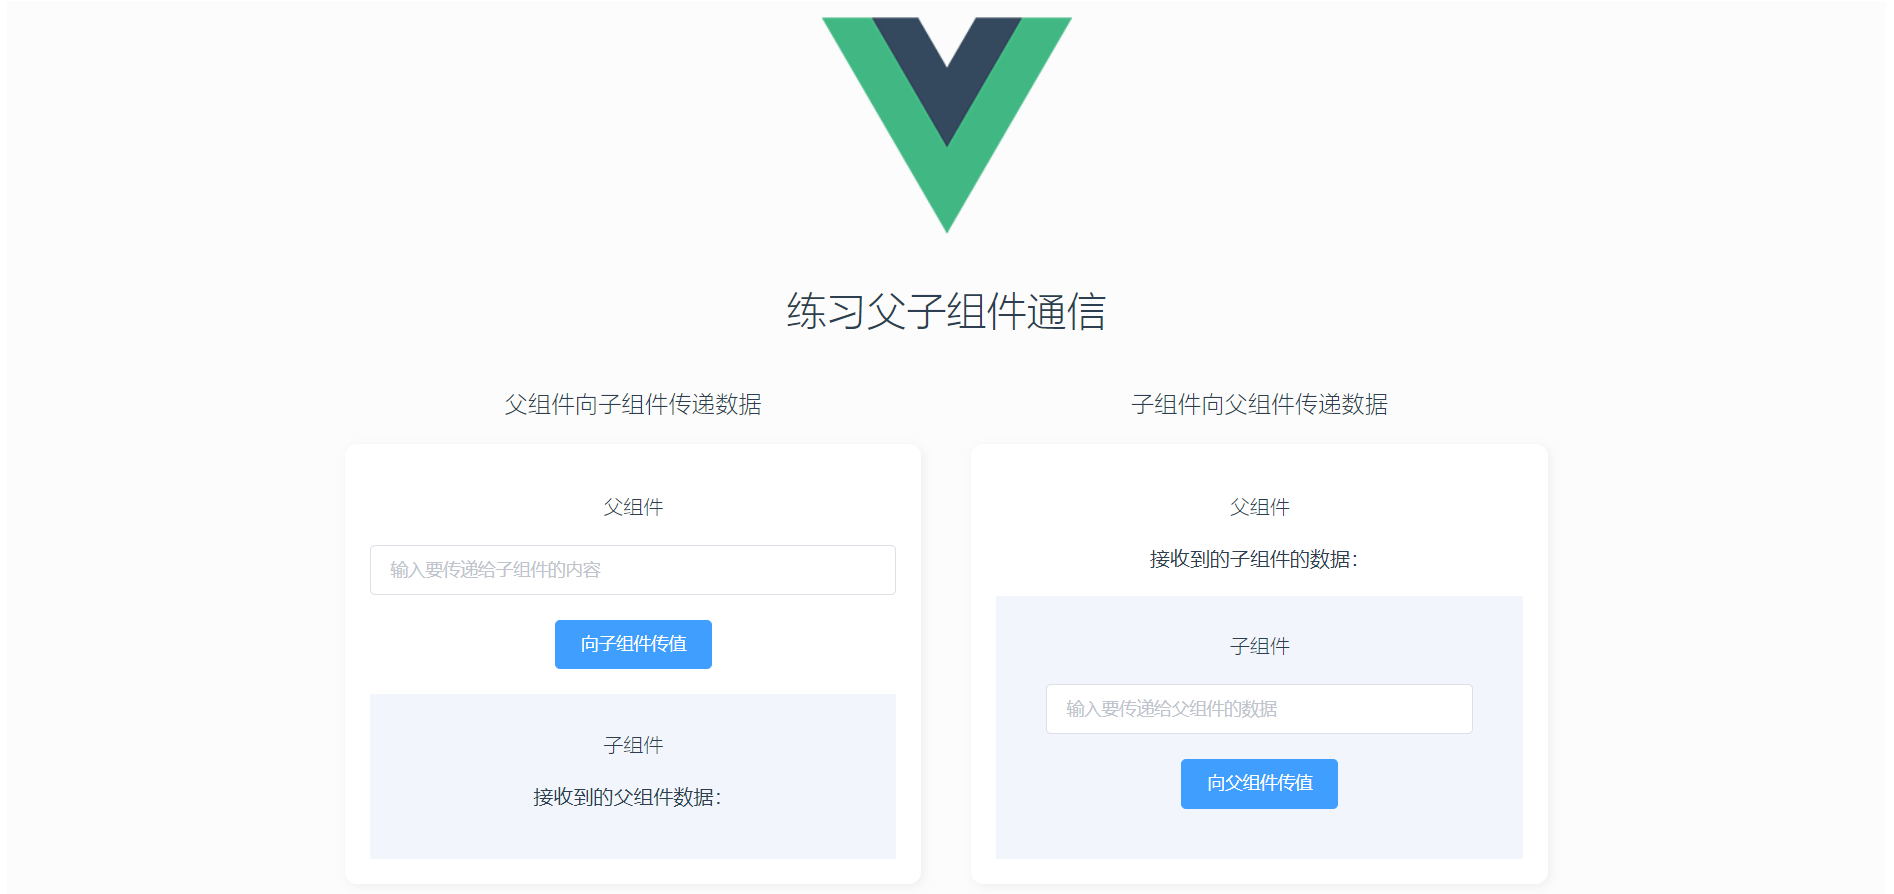 练习父子组件通信
父组件向子组件传递数据
父组件
输入要传递给子组件的内容
向子组件传值
子组件
接收到的父组件数据：
子组件向父组件传递数据
父组件
接收到的子组件的数据：
子组件
输入要传递给父组件的数据
向父组件传值